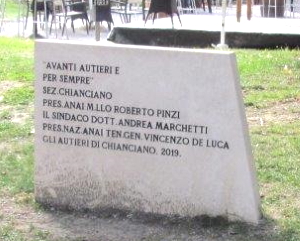 "AVANTI AUTIERI E
PER SEMPRE"
SEZ.CHIANCIANO
PRES.ANAI M.LLO ROBERTO PINZI
IL SINDACO DOTT.ANDREA MARCHETTI
PRES.NAZ.ANAI TEN.GEN.VINCENZO DE LUCA
GLI AUTIERI DI CHIANCIANO, 2019.